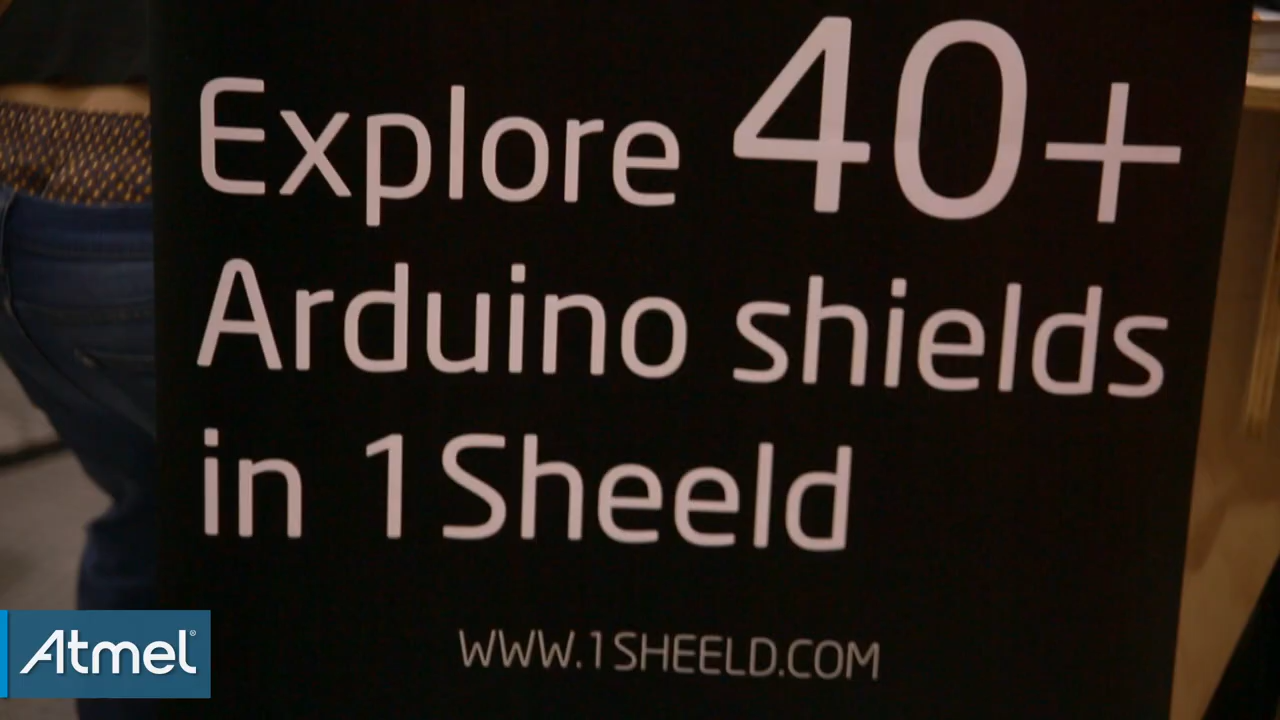 Explore 40+
Arduino shields
in 1Sheeld
WWW.1SHEELD.COM
Atmel®